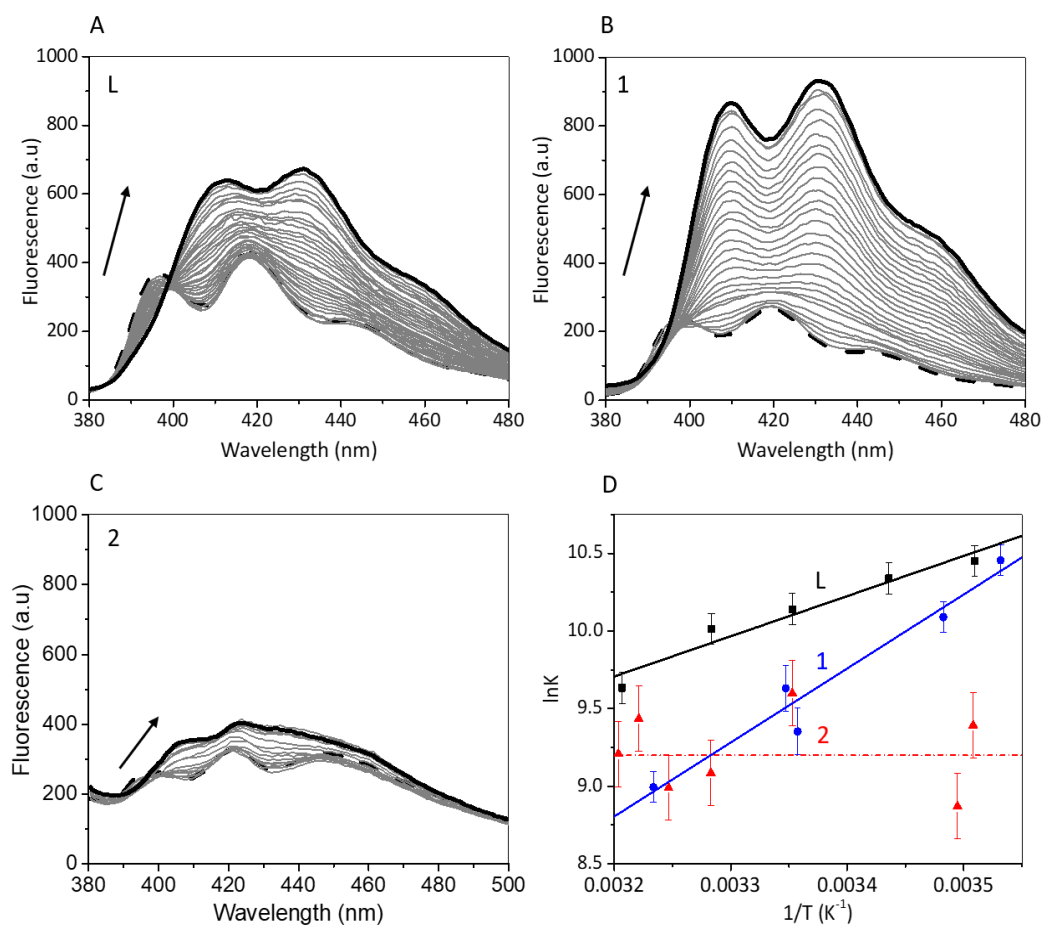 A
L
1000
800
600
400
200
0
Fluorescence (a.u)
380 400 420 440 460 480
Wavelength (nm)
B
1
1000
800
600
400
200
0
Fluorescence (a.u)
380 400 420 440 460 480
Wavelength (nm)
C
2
1000
800
600
400
200
0
Fluorescence (a.u)
380 400 420 440 460 480 500
Wavelength (nm)
D
L
1
2
10.5
10.0
9.5
9.0
8.5
lnK
0.0032 0.0033 0.0034 0.0035
1/T (K⁻¹)